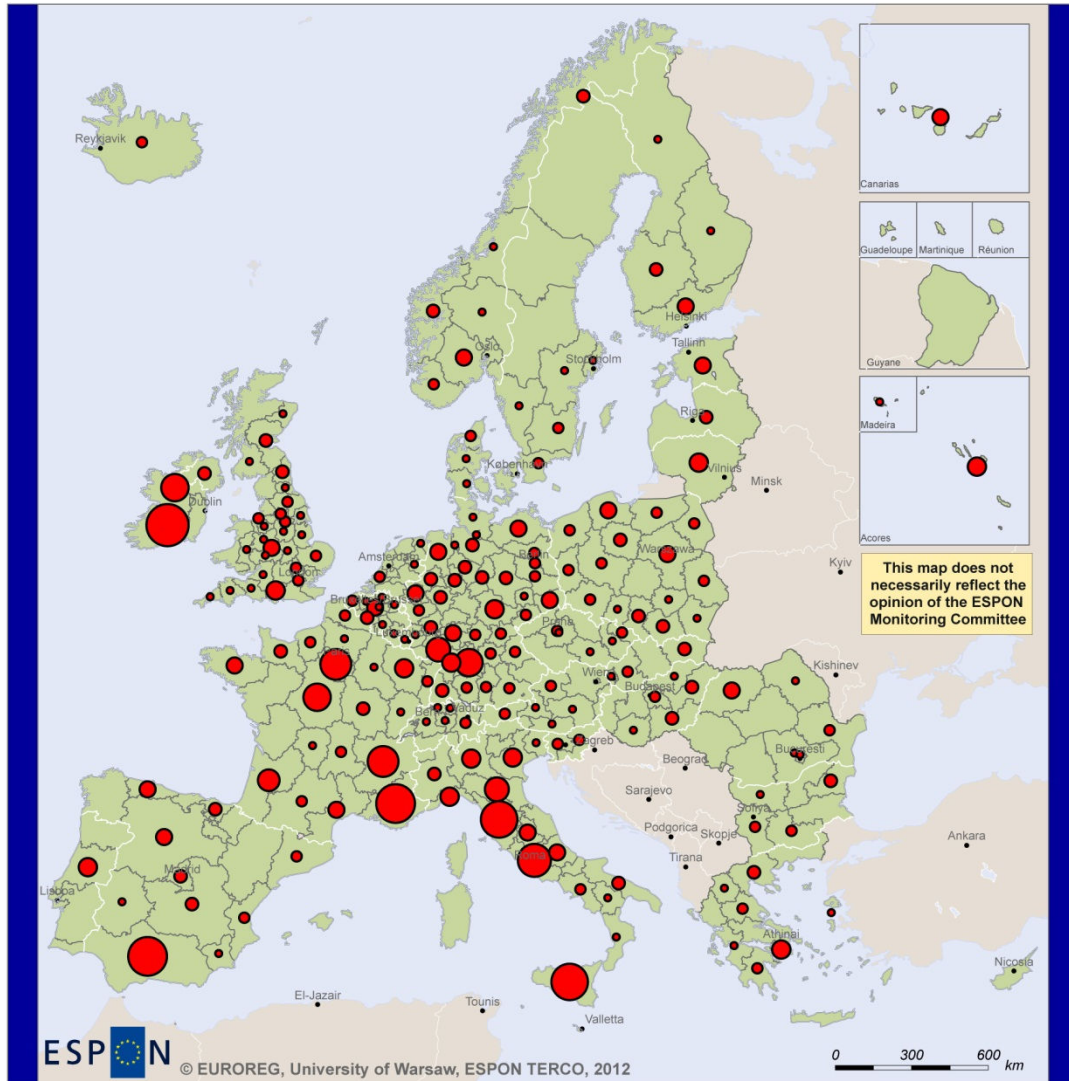 Reykjavik
Canarias
Guadeloupe
Martinique
Réunion
Guyane
Madeira
Acores
This map does not
necessarily reflect the
opinion of the ESPON
Monitoring Committee
Helsinki
Tallinn
Oslo
Stockholm
Riga
Vilnius
København
Minsk
Dublin
Amsterdam
Berlin
Warszawa
London
Kyiv
Praha
Paris
Kishinev
Wien
Budapest
Bern
Vaduz
Zagreb
Bucuresti
Beograd
Sarajevo
Sofiya
Podgorica
Skopje
Ankara
Roma
Tirana
Madrid
Lisboa
Athinai
Nicosia
El-Jazair
Tounis
Valletta
ESPON
© EUROREG, University of Warsaw, ESPON TERCO, 2012
0 300 600
km